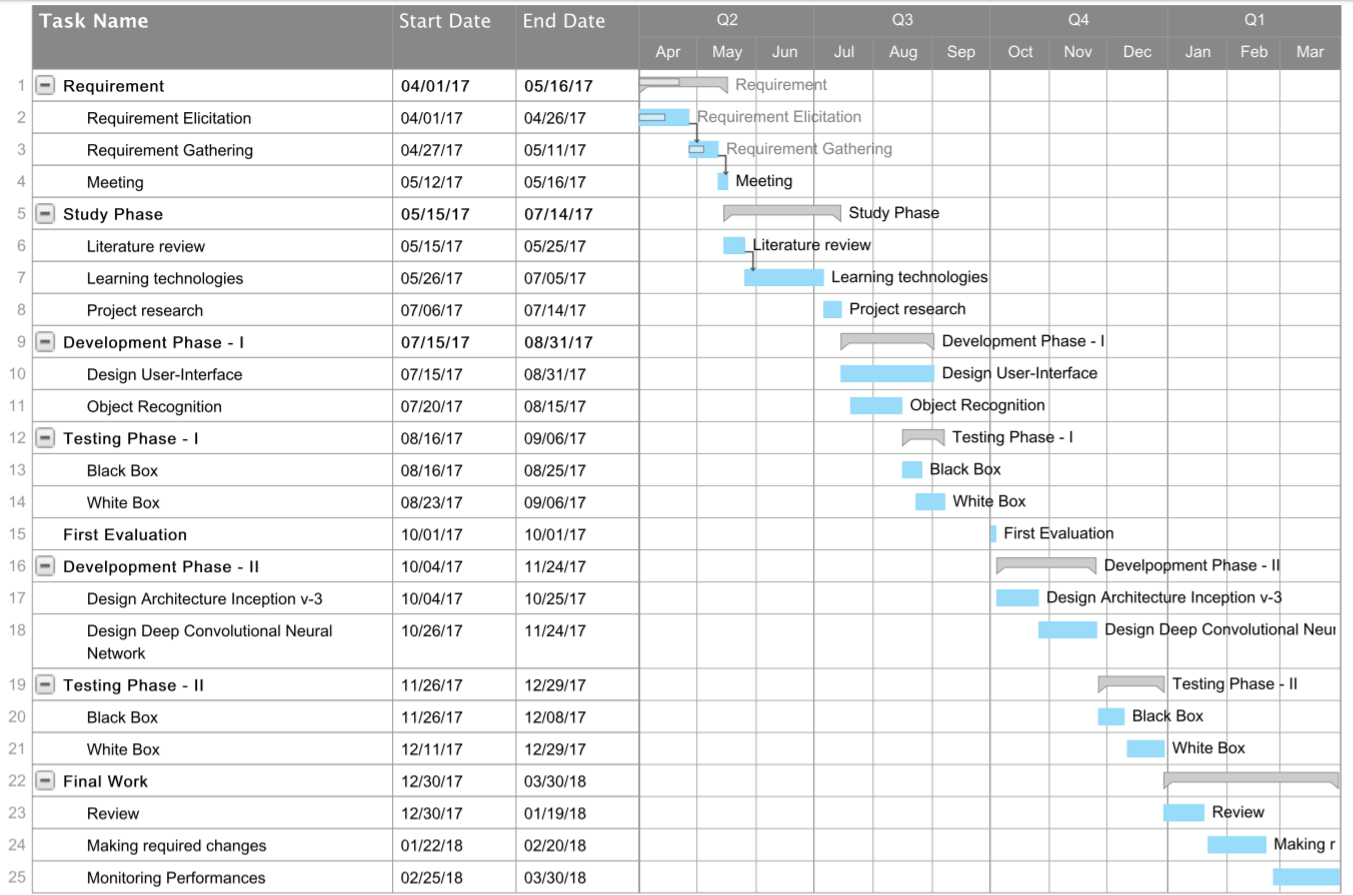 Task Name Start Date End Date Q2 Q3 Q4 Q1
Apr May Jun Jul Aug Sep Oct Nov Dec Jan Feb Mar
1 Requirement 04/01/17 05/16/17 Requirement
2 Requirement Elicitation 04/01/17 04/26/17 Requirement Elicitation
3 Requirement Gathering 04/27/17 05/11/17 Requirement Gathering
4 Meeting 05/12/17 05/16/17 Meeting
5 Study Phase 05/15/17 07/14/17 Study Phase
6 Literature review 05/15/17 05/25/17 Literature review
7 Learning technologies 05/26/17 07/05/17 Learning technologies
8 Project research 07/06/17 07/14/17 Project research
9 Development Phase - I 07/15/17 08/31/17 Development Phase - I
10 Design User-Interface 07/15/17 08/31/17 Design User-Interface
11 Object Recognition 07/20/17 08/15/17 Object Recognition
12 Testing Phase - I 08/16/17 09/06/17 Testing Phase - I
13 Black Box 08/16/17 08/25/17 Black Box
14 White Box 08/23/17 09/06/17 White Box
15 First Evaluation 10/01/17 10/01/17 First Evaluation
16 Develpopment Phase - II 10/04/17 11/24/17 Develpopment Phase - II
17 Design Architecture Inception v-3 10/04/17 10/25/17 Design Architecture Inception v-3
18 Design Deep Convolutional Neural 10/26/17 11/24/17 Design Deep Convolutional Neu
Network
19 Testing Phase - II 11/26/17 12/29/17 Testing Phase - II
20 Black Box 11/26/17 12/08/17 Black Box
21 White Box 12/11/17 12/29/17 White Box
22 Final Work 12/30/17 03/30/18
23 Review 12/30/17 01/19/18 Review
24 Making required changes 01/22/18 02/20/18 Making r
25 Monitoring Performances 02/25/18 03/30/18